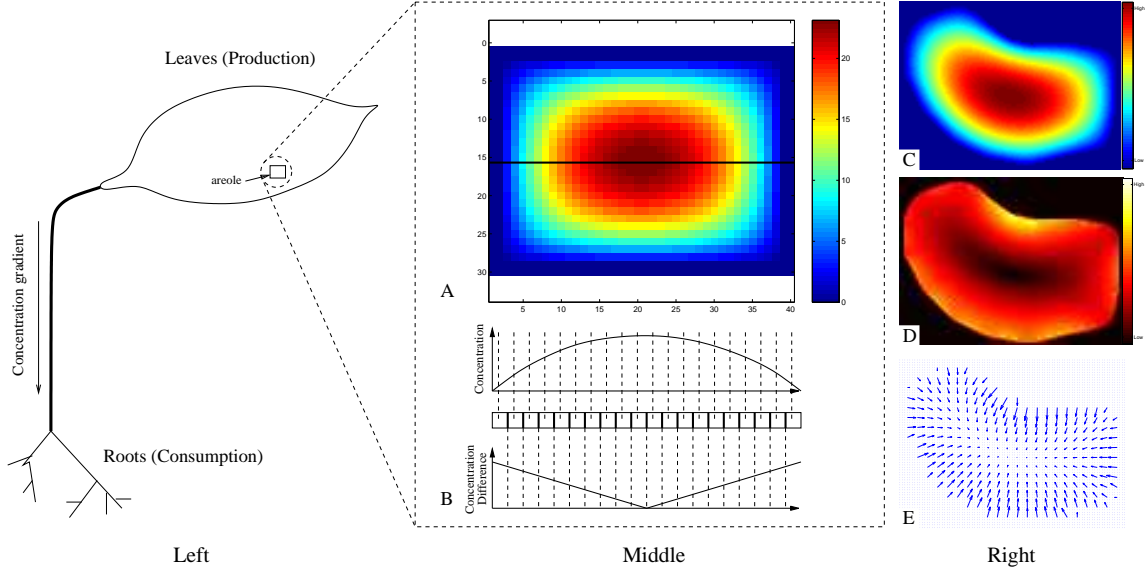 Leaves (Production)
areole
Concentration gradient
Roots (Consumption)
Left
0
5
10
15
20
25
30
5
10
15
20
25
30
35
40
20
15
10
5
0
A
Concentration
Concentration
Difference
B
Middle
High
Low
C
High
Low
D
E
Right